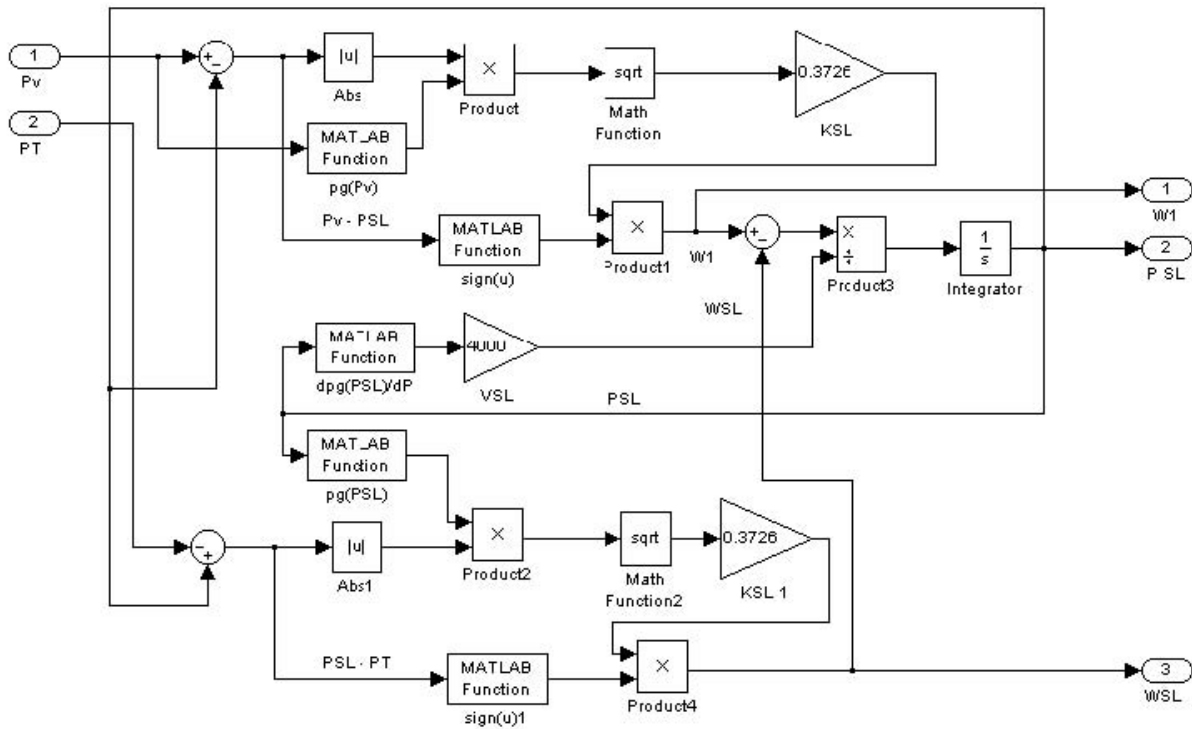 1
Pv
2
PT
+
-
|u|
Abs
×
Product
sqrt
Math
Function
0.3726
KSL
MAT_AB
Function
pg(Pv)
Pv - PSL
MATLAB
Function
sign(u)
×
Product1
W1
+
-
×
÷
Product3
1
s
Integrator
1
W1
2
P SL
WSL
MATLAB
Function
dpg(PSL)/dP
4000
VSL
PSL
MAT_AB
Function
pg(PSL)
-
+
|u|
Abs1
×
Product2
sqrt
Math
Function2
0.3726
KSL 1
PSL - PT
MATLAB
Function
sign(u)1
×
Product4
3
WSL